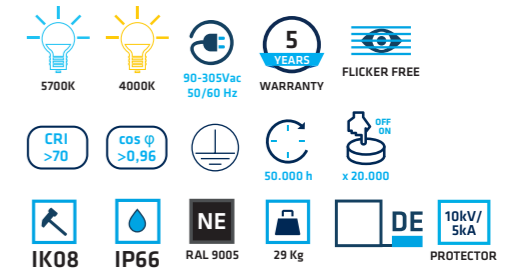 5700K
4000K
90-305Vac
50/60 Hz
5
YEARS
WARRANTY
FLICKER FREE
CRI
>70
cos φ
>0,96
50.000 h
OFF
ON
x 20.000
IK08
IP66
NE
RAL 9005
29 Kg
DE
10kV/
5kA
PROTECTOR